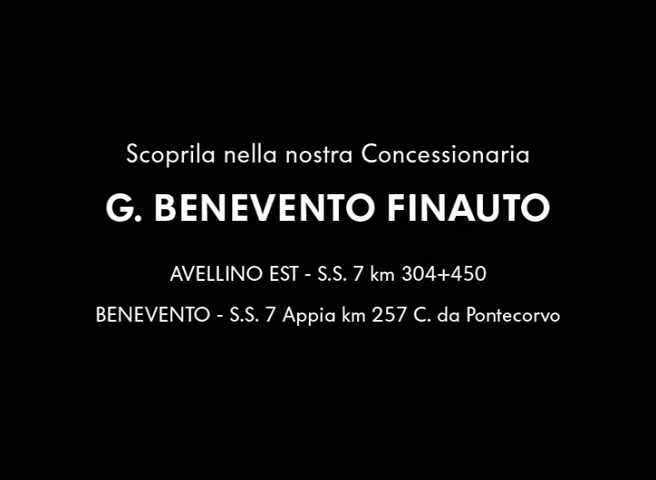 Scoprila nella nostra Concessionaria
G. BENEVENTO FINAUTO
AVELLINO EST - S.S. 7 km 304+450
BENEVENTO - S.S. 7 Appia km 257 C. da Pontecorvo